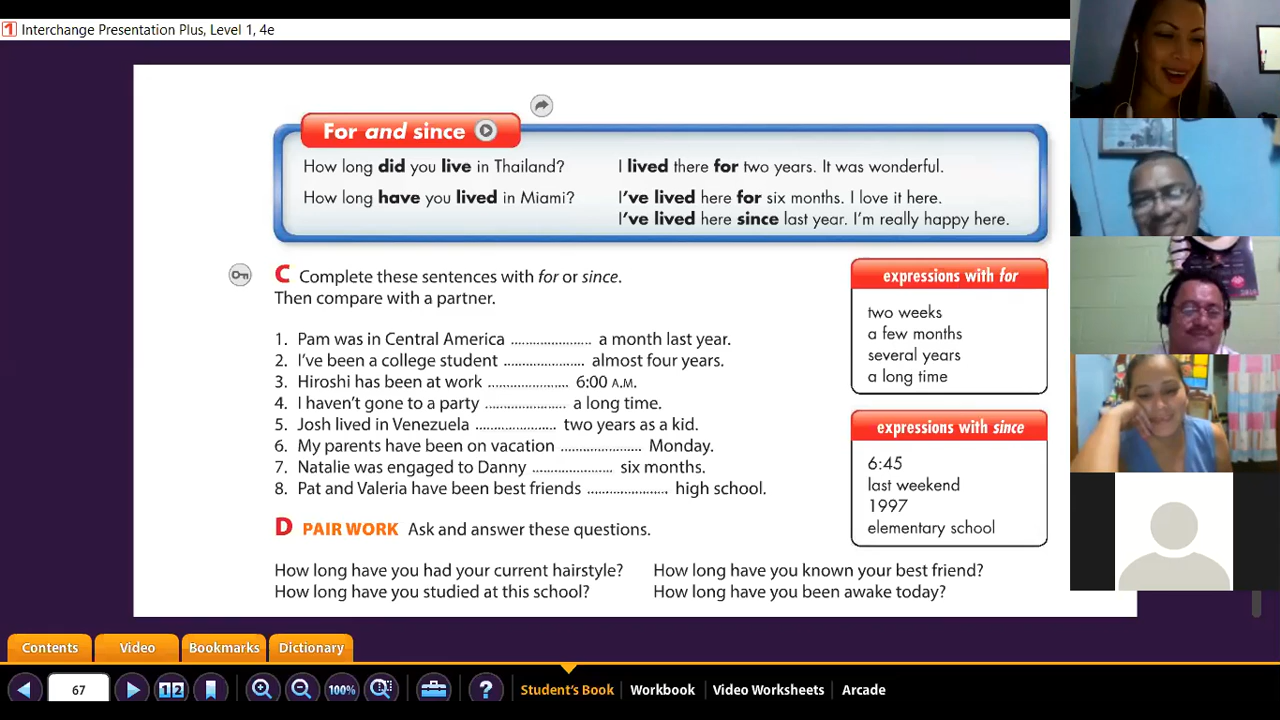 Interchange Presentation Plus, Level 1, 4e
For and since
How long did you live in Thailand? I lived there for two years. It was wonderful.
How long have you lived in Miami? I've lived here for six months. I love it here.
I've lived here since last year. I'm really happy here.
C Complete these sentences with for or since.
Then compare with a partner.
1. Pam was in Central America ..................... a month last year.
2. I've been a college student ..................... almost four years.
3. Hiroshi has been at work ..................... 6:00 A.M.
4. I haven't gone to a party ..................... a long time.
5. Josh lived in Venezuela ..................... two years as a kid.
6. My parents have been on vacation ..................... Monday.
7. Natalie was engaged to Danny ..................... six months.
8. Pat and Valeria have been best friends ..................... high school.
expressions with for
two weeks
a few months
several years
a long time
expressions with since
6:45
last weekend
1997
elementary school
D PAIR WORK Ask and answer these questions.
How long have you had your current hairstyle? How long have you known your best friend?
How long have you studied at this school? How long have you been awake today?
Contents Video Bookmarks Dictionary
67 1 2 100% ? Student's Book Workbook Video Worksheets Arcade